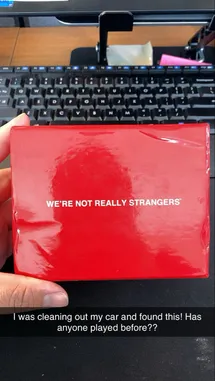 WE'RE NOT REALLY STRANGERS
I was cleaning out my car and found this! Has
anyone played before??